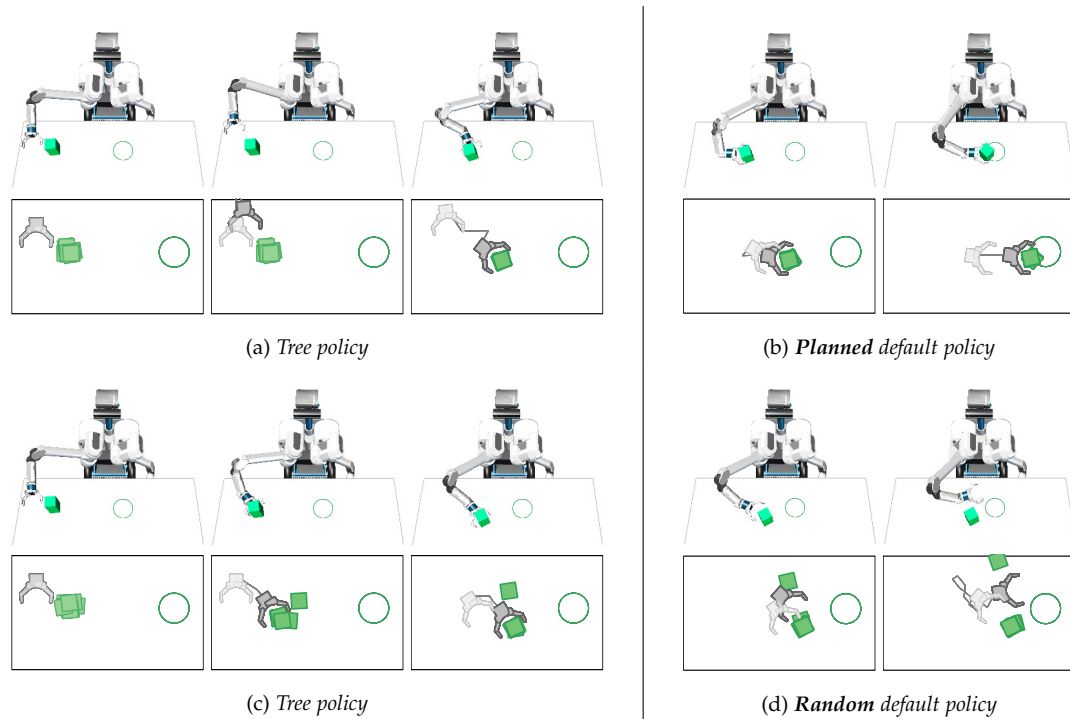 (a) Tree policy
(b) Planned default policy
(c) Tree policy
(d) Random default policy